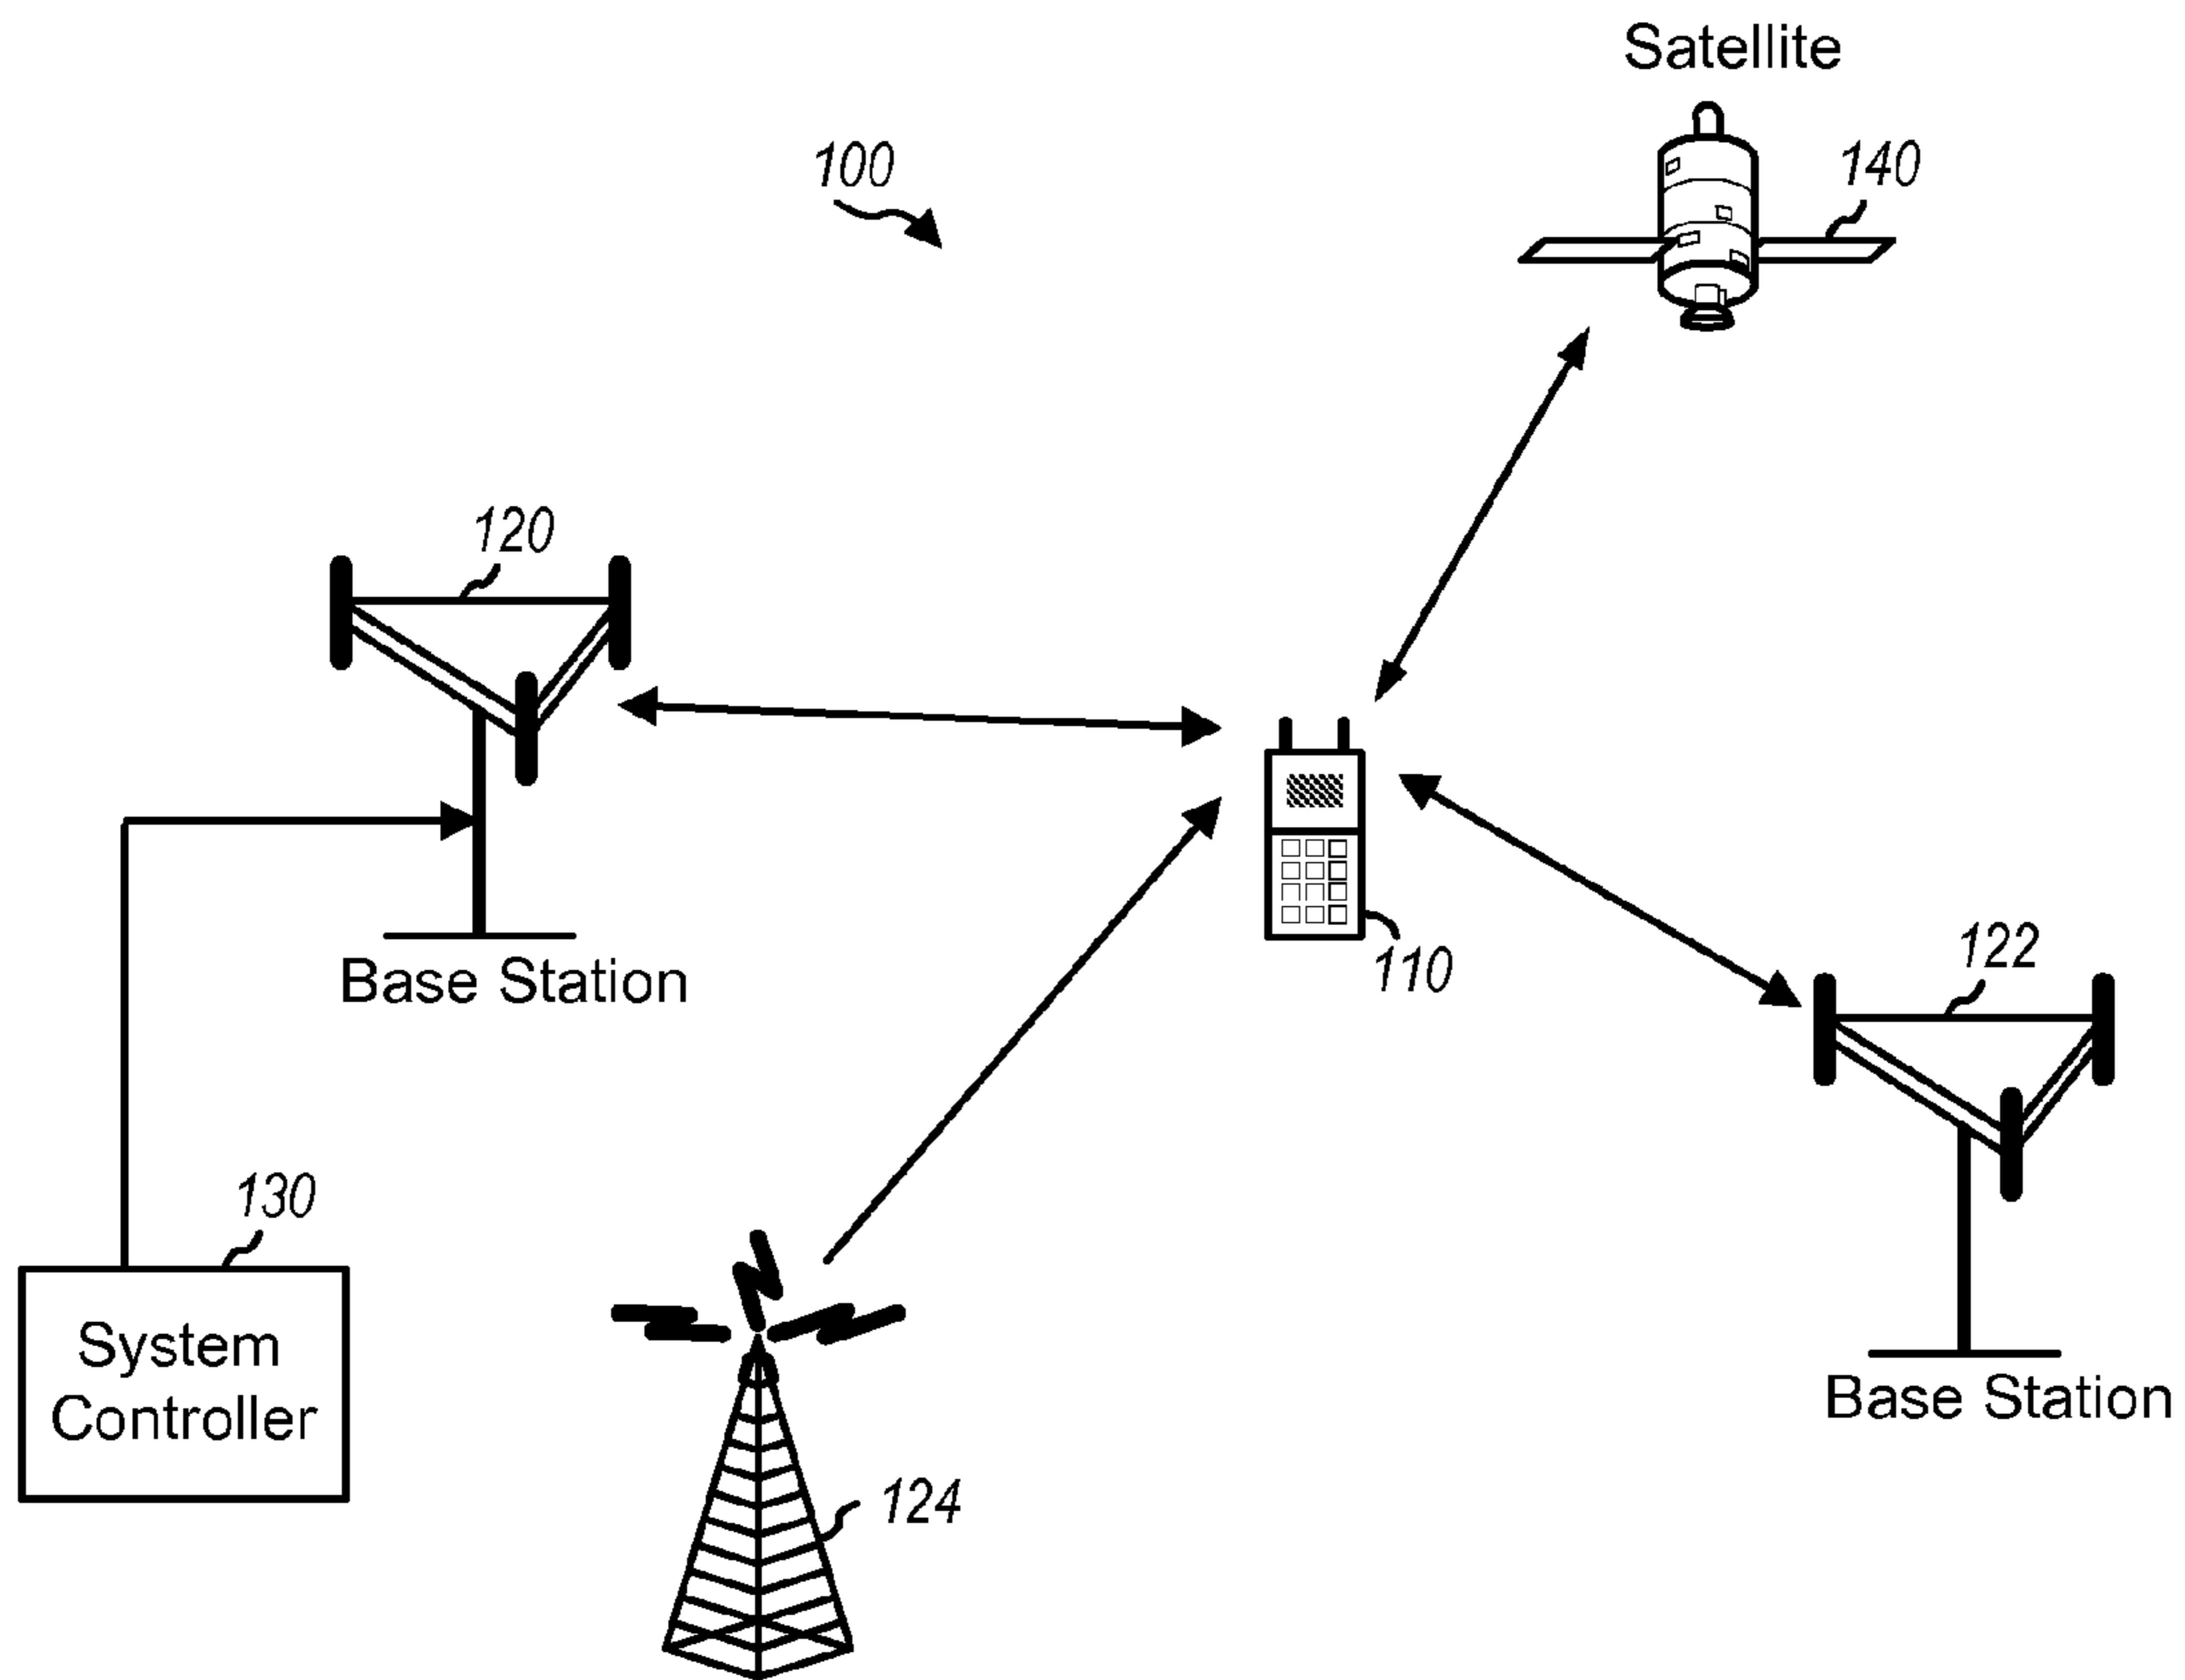 Satellite
100
140
120
122
110
Base Station
130
System
Controller
124
Base Station